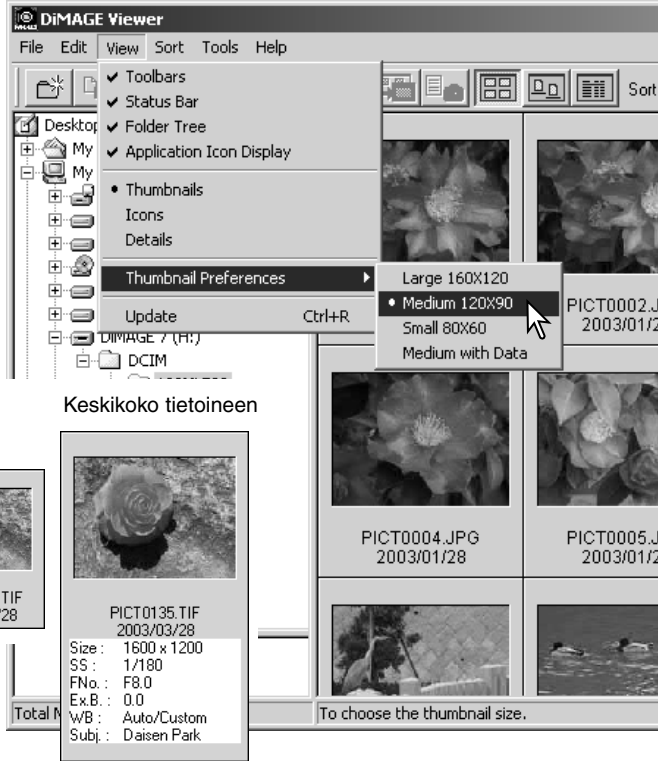 DiMAGE Viewer
File Edit View Sort Tools Help
Toolbars
Status Bar
Folder Tree
Application Icon Display
Thumbnails
Icons
Details
Thumbnail Preferences
Update Ctrl+R
Large 160X120
Medium 120X90
Small 80X60
Medium with Data
Sort
Desktop
My
My
DiMAGE 7 (H:)
DCIM
PICT0002.J
2003/01/2
Keskikoko tietoineen
PICT0004.JPG
2003/01/28
PICT0005.J
2003/01/2
TIF
/28
PICT0135.TIF
2003/03/28
Size : 1600 x 1200
SS : 1/180
FNo. : F8.0
Ex.B. : 0.0
WB : Auto/Custom
Subj. : Daisen Park
Total
To choose the thumbnail size.